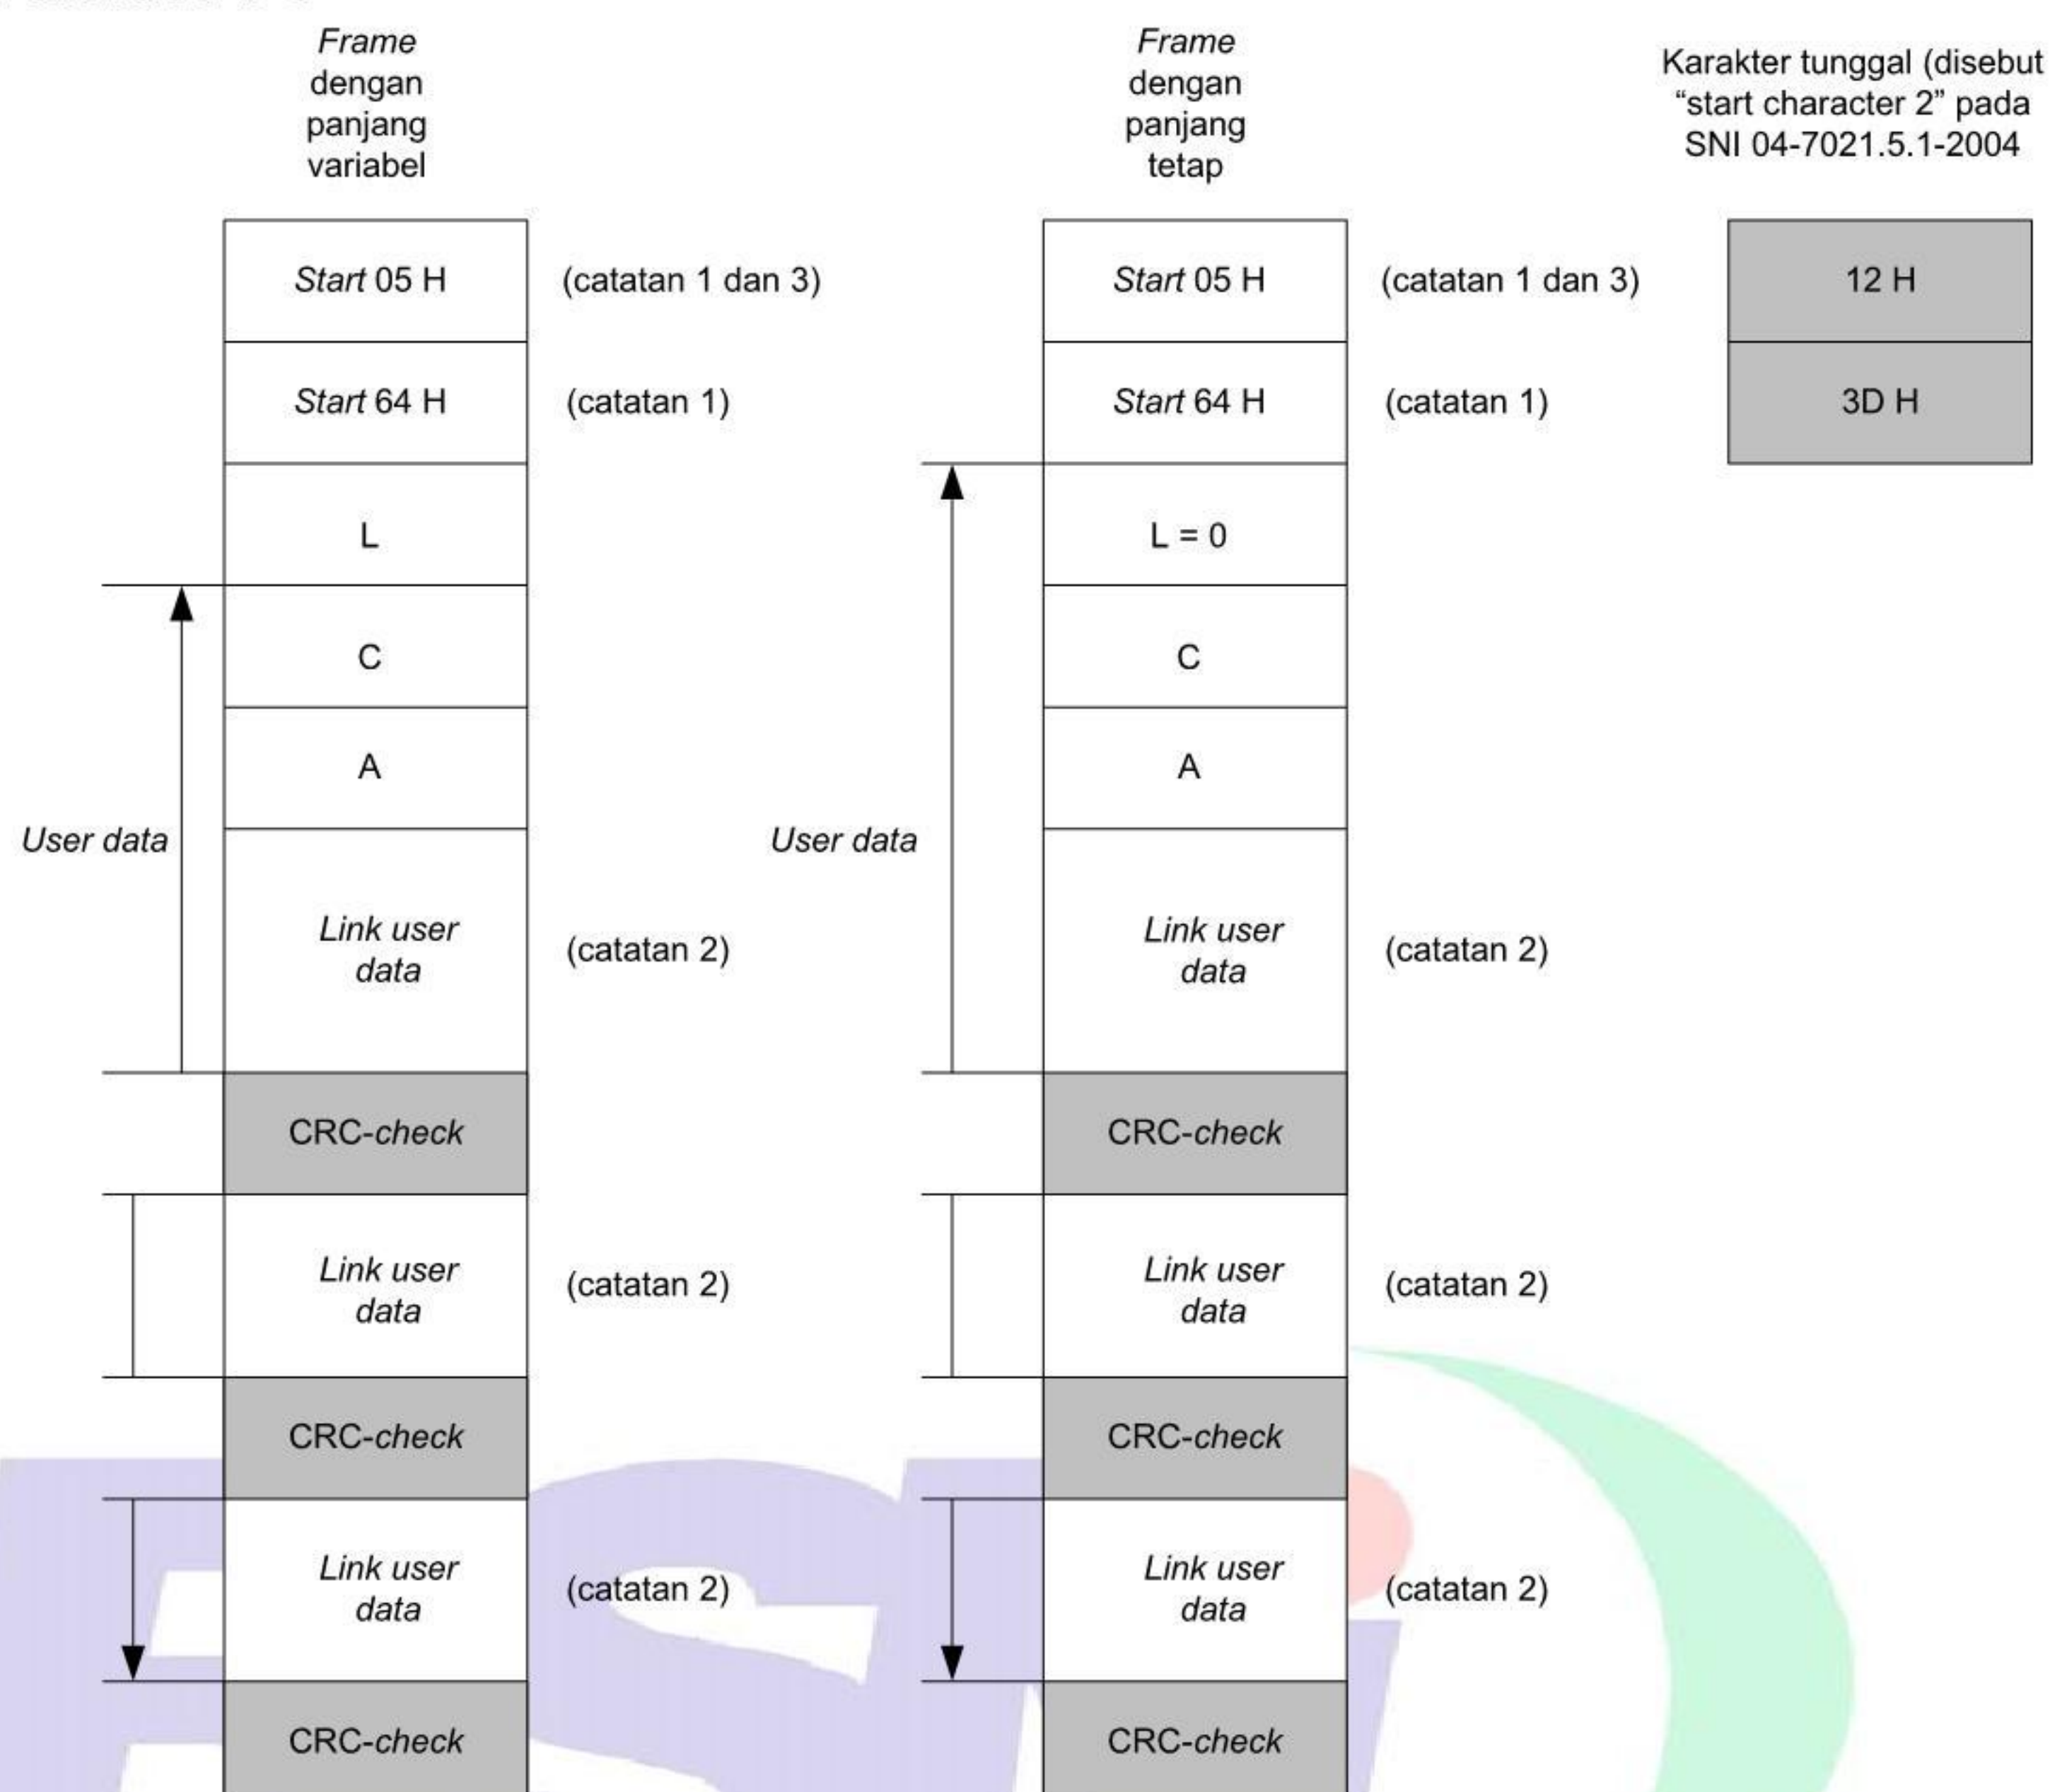 Frame
dengan
panjang
variabel
Frame
dengan
panjang
tetap
Karakter tunggal (disebut
“start character 2” pada
SNI 04-7021.5.1-2004
Start 05 H
(catatan 1 dan 3)
Start 05 H
(catatan 1 dan 3)
12 H
Start 64 H
(catatan 1)
Start 64 H
(catatan 1)
3D H
L
L = 0
C
C
A
A
User data
User data
Link user
data
(catatan 2)
Link user
data
(catatan 2)
CRC-check
CRC-check
Link user
data
(catatan 2)
Link user
data
(catatan 2)
CRC-check
CRC-check
Link user
data
(catatan 2)
Link user
data
(catatan 2)
CRC-check
CRC-check